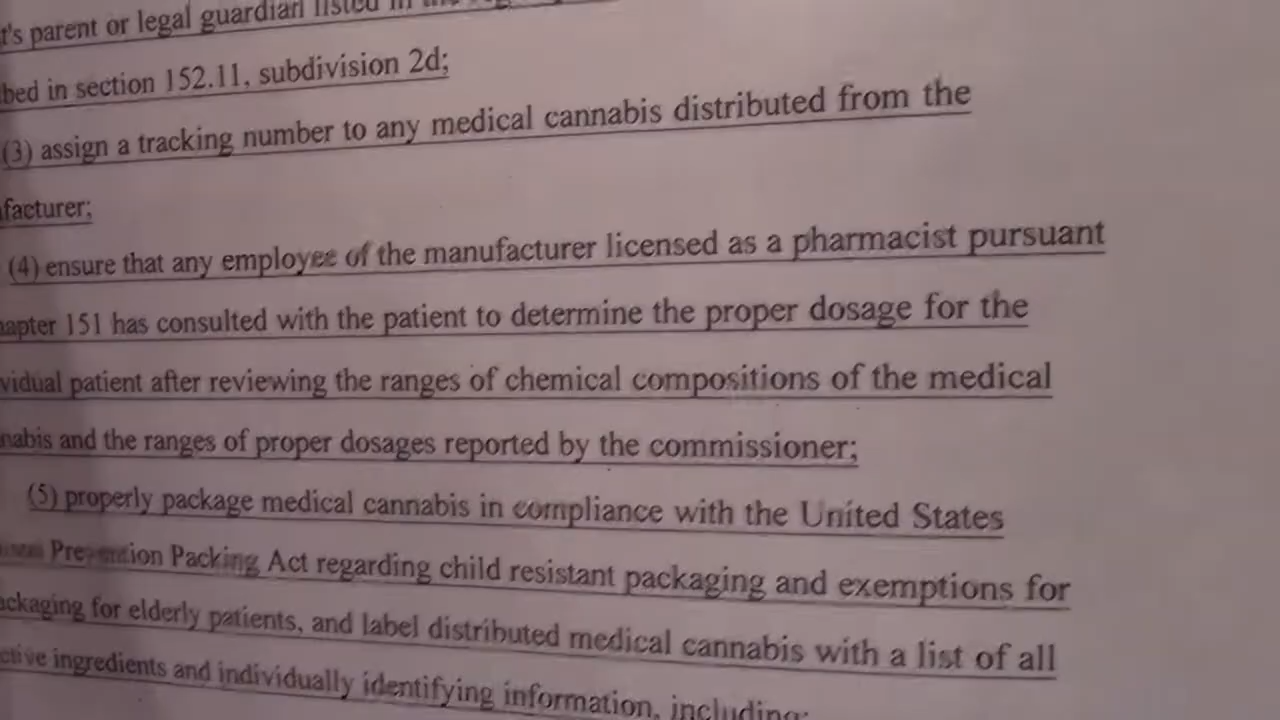 t's parent or legal guardian listed in the
bed in section 152.11, subdivision 2d;
(3) assign a tracking number to any medical cannabis distributed from the
facturer;
(4) ensure that any employee of the manufacturer licensed as a pharmacist pursuant
hapter 151 has consulted with the patient to determine the proper dosage for the
vidual patient after reviewing the ranges of chemical compositions of the medical
nabis and the ranges of proper dosages reported by the commissioner;
(5) properly package medical cannabis in compliance with the United States
Prevention Packing Act regarding child resistant packaging and exemptions for
ackaging for elderly patients, and label distributed medical cannabis with a list of all
ctive ingredients and individually identifying information, including: